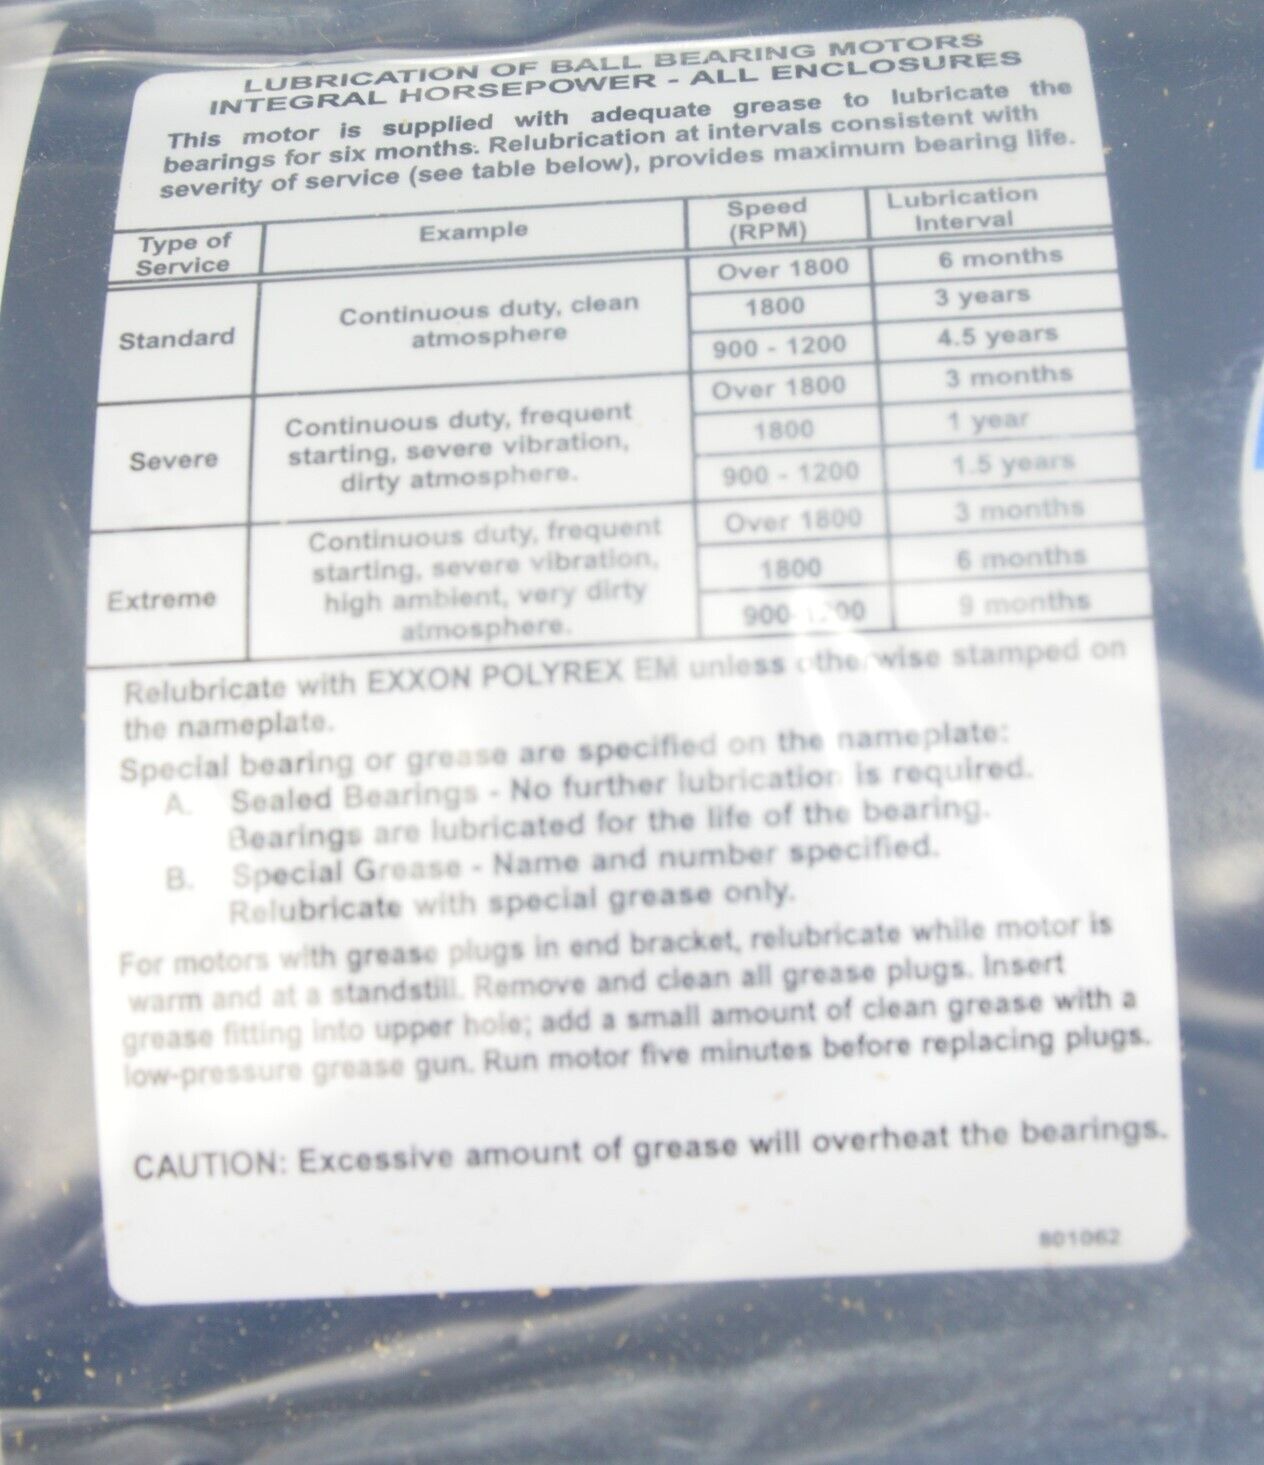 LUBRICATION OF BALL BEARING MOTORS
INTEGRAL HORSEPOWER - ALL ENCLOSURES
This motor is supplied with adequate grease to lubricate the
bearings for six months. Relubrication at intervals consistent with
severity of service (see table below), provides maximum bearing life.
Type of Service Example Speed (RPM) Lubrication Interval
Standard Continuous duty, clean atmosphere
Over 1800 6 months
1800 3 years
900 - 1200 4.5 years
Severe Continuous duty, frequent starting, severe vibration, dirty atmosphere.
Over 1800 3 months
1800 1 year
900 - 1200 1.5 years
Extreme Continuous duty, frequent starting, severe vibration, high ambient, very dirty atmosphere.
Over 1800 3 months
1800 6 months
900-1200 9 months
Relubricate with EXXON POLYREX EM unless otherwise stamped on
the nameplate.
Special bearing or grease are specified on the nameplate:
A. Sealed Bearings - No further lubrication is required.
Bearings are lubricated for the life of the bearing.
B. Special Grease - Name and number specified.
Relubricate with special grease only.
For motors with grease plugs in end bracket, relubricate while motor is
warm and at a standstill. Remove and clean all grease plugs. Insert
grease fitting into upper hole; add a small amount of clean grease with a
low-pressure grease gun. Run motor five minutes before replacing plugs.
CAUTION: Excessive amount of grease will overheat the bearings.
801062